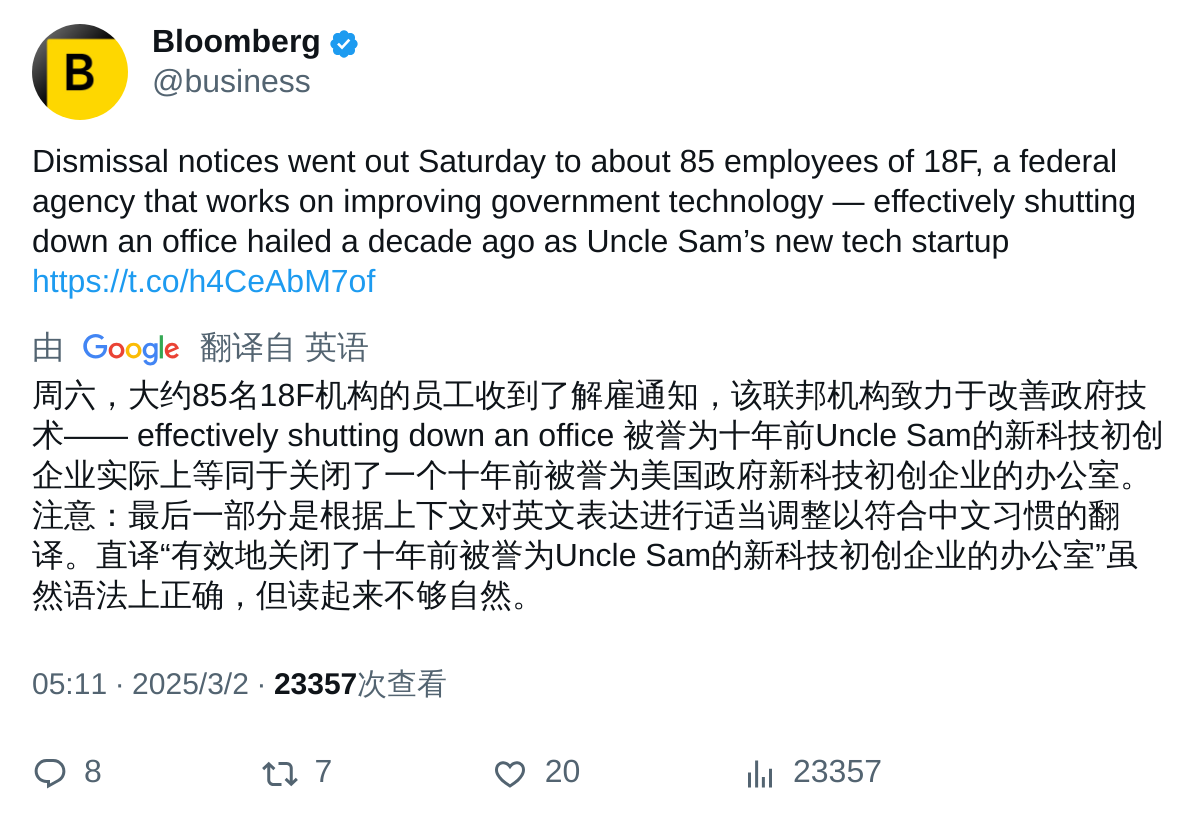 B
Bloomberg
@business
Dismissal notices went out Saturday to about 85 employees of 18F, a federal
agency that works on improving government technology — effectively shutting
down an office hailed a decade ago as Uncle Sam’s new tech startup
https://t.co/h4CeAbM7of
由 Google 翻译自 英语
周六，大约85名18F机构的员工收到了解雇通知，该联邦机构致力于改善政府技
术—— effectively shutting down an office 被誉为十年前Uncle Sam的新科技初创
企业实际上等同于关闭了一个十年前被誉为美国政府新科技初创企业的办公室。
注意：最后一部分是根据上下文对英文表达进行适当调整以符合中文习惯的翻
译。直译“有效地关闭了十年前被誉为Uncle Sam的新科技初创企业的办公室”虽
然语法上正确，但读起来不够自然。
05:11 · 2025/3/2 · 23357次查看
8 7 20 23357